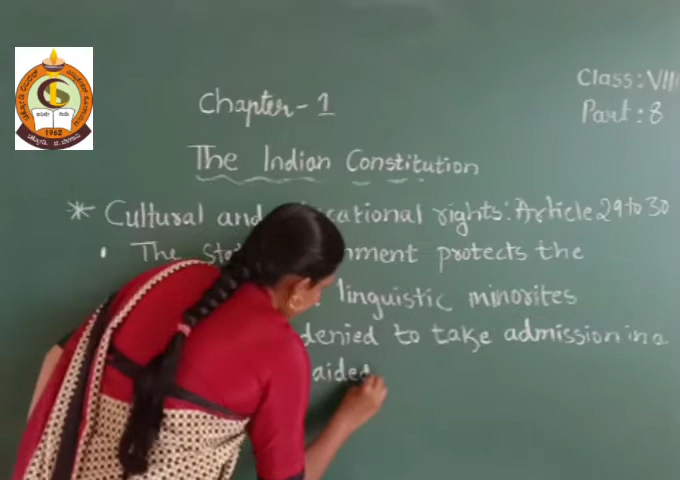 Class: VIII
Chapter - 1
Part: 8
The Indian Constitution
* Cultural and cational rights: Article 29 to 30
• The sta nment protects the
linguistic minorites
denied to take admission in a
aided
1962